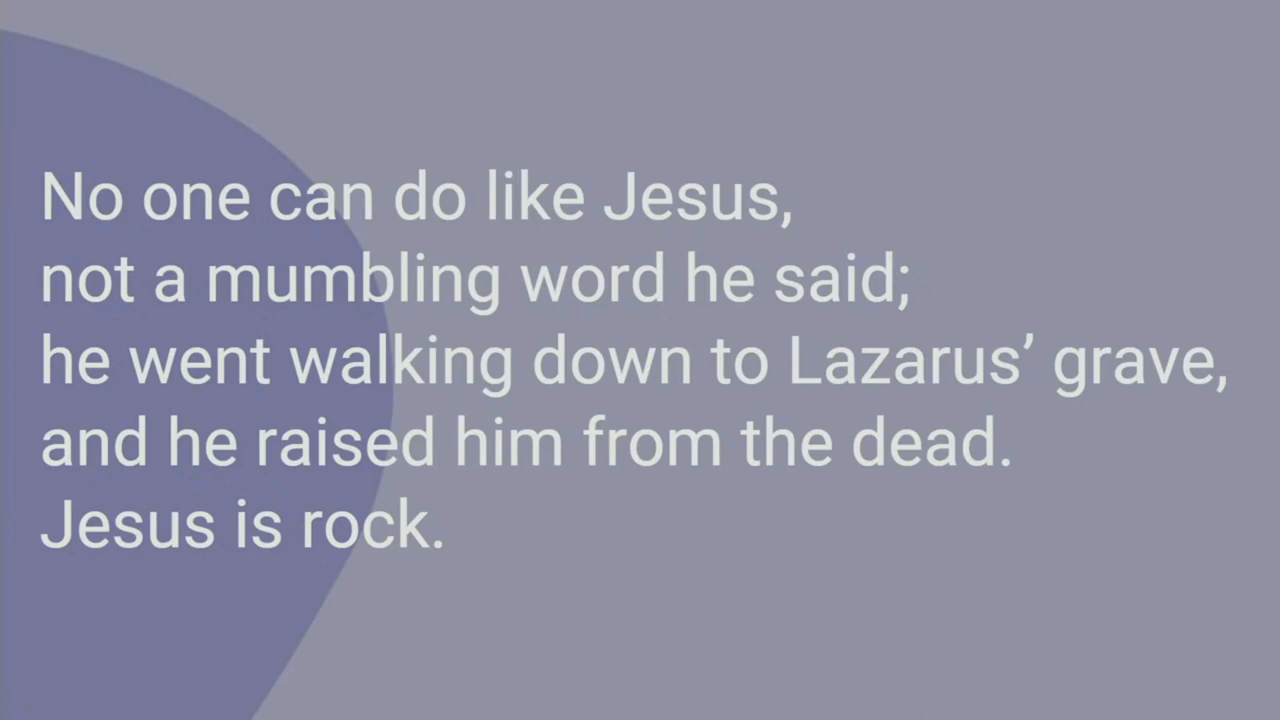 No one can do like Jesus,
not a mumbling word he said;
he went walking down to Lazarus’ grave,
and he raised him from the dead.
Jesus is rock.